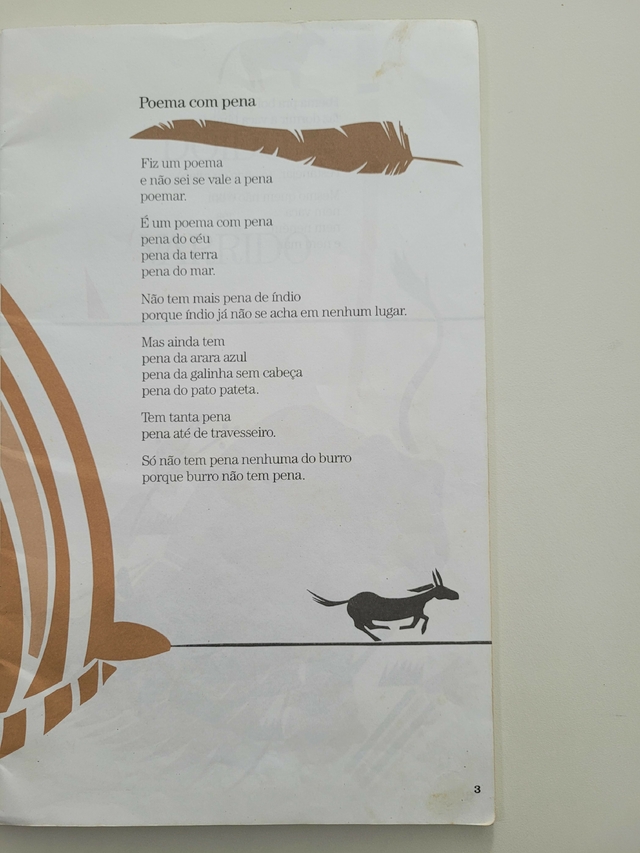 Poema com pena
Fiz um poema
e não sei se vale a pena
poemar.
É um poema com pena
pena do céu
pena da terra
pena do mar.
Não tem mais pena de índio
porque índio já não se acha em nenhum lugar.
Mas ainda tem
pena da arara azul
pena da galinha sem cabeça
pena do pato pateta.
Tem tanta pena
pena até de travesseiro.
Só não tem pena nenhuma do burro
porque burro não tem pena.
3